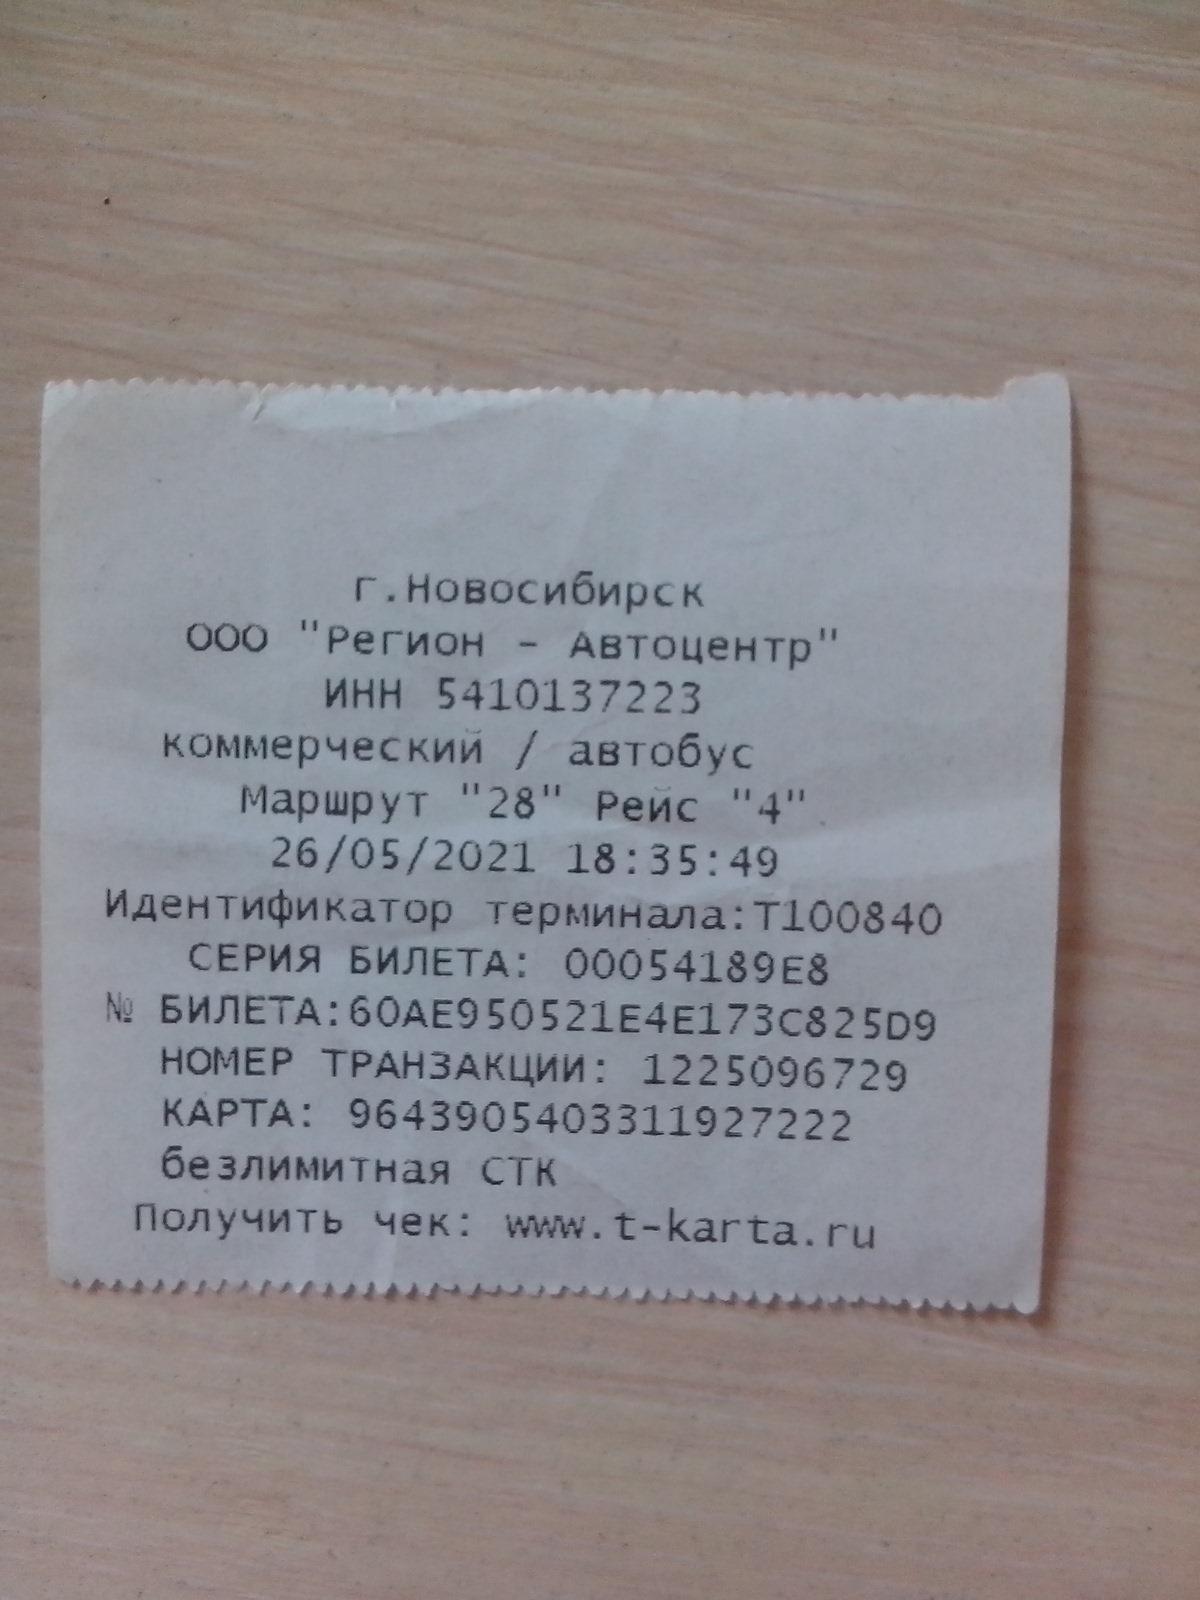 г.Новосибирск
ООО "Регион - Автоцентр"
ИНН 5410137223
коммерческий / автобус
Маршрут "28" Рейс "4"
26/05/2021 18:35:49
Идентификатор терминала:T100840
СЕРИЯ БИЛЕТА: 00054189E8
№ БИЛЕТА:60AE950521E4E173C825D9
НОМЕР ТРАНЗАКЦИИ: 1225096729
КАРТА: 9643905403311927222
безлимитная СТК
Получить чек: www.t-karta.ru